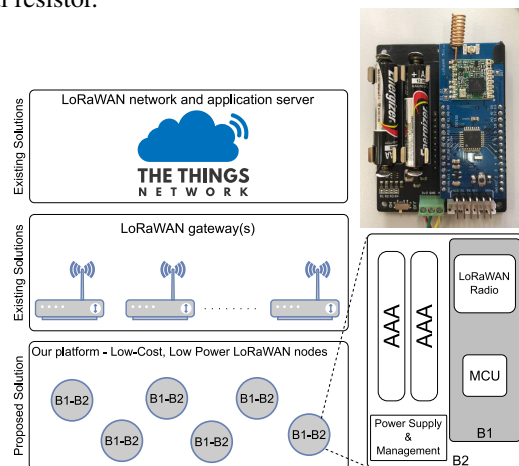 l resistor.
Existing Solutions
LoRaWAN network and application server
THE THINGS
NETWORK
Existing Solutions
LoRaWAN gateway(s)
Proposed Solution
Our platform - Low-Cost, Low Power LoRaWAN nodes
B1-B2
B1-B2
B1-B2
B1-B2
B1-B2
B1-B2
Energizer
Energizer
AAA
AAA
LoRaWAN
Radio
MCU
Power Supply
&
Management
B1
B2